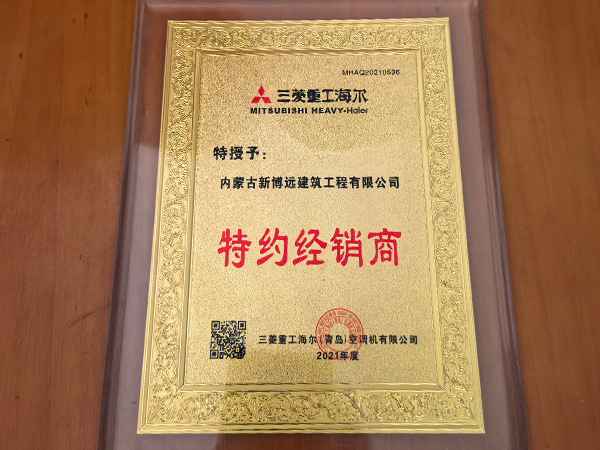 MHAQ20210596
三菱重工海尔
MITSUBISHI HEAVY-Haier
特授予：
内蒙古新博远建筑工程有限公司
特约经销商
三菱重工海尔(青岛)空调机有限公司
2021年度